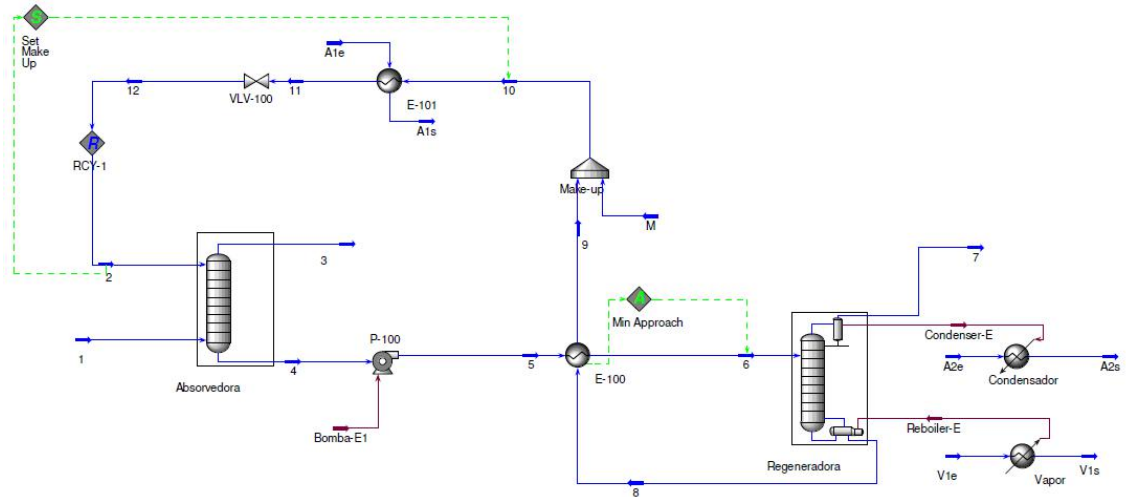 S
Set
Make
Up
A1e
12
VLV-100
11
E-101
10
A1s
R
RCY-1
Make-up
M
9
2
3
7
A
Min Approach
Condenser-E
P-100
1
4
5
E-100
6
A2e
A2s
Condensador
Absorvedora
Bomba-E1
Reboiler-E
Regeneradora
V1e
V1s
Vapor
8